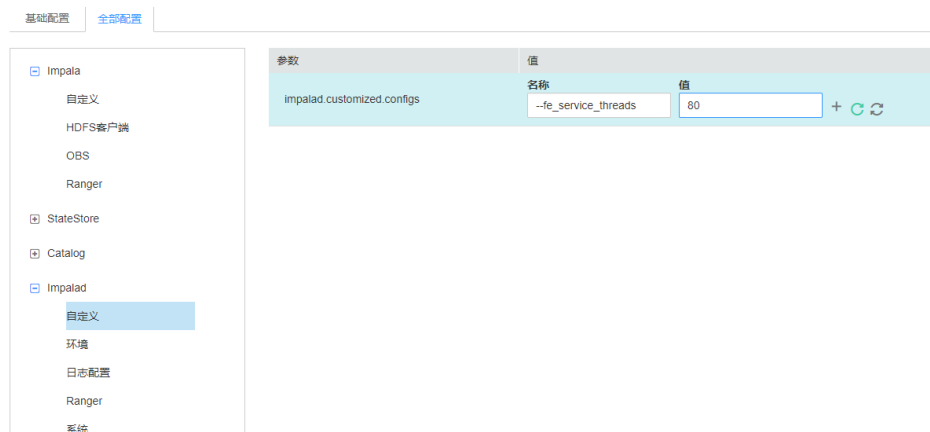 基础配置 全部配置
Impala
自定义
HDFS客户端
OBS
Ranger
StateStore
Catalog
Impalad
自定义
环境
日志配置
Ranger
系统
参数 值
名称 值
impalad.customized.configs --fe_service_threads 80